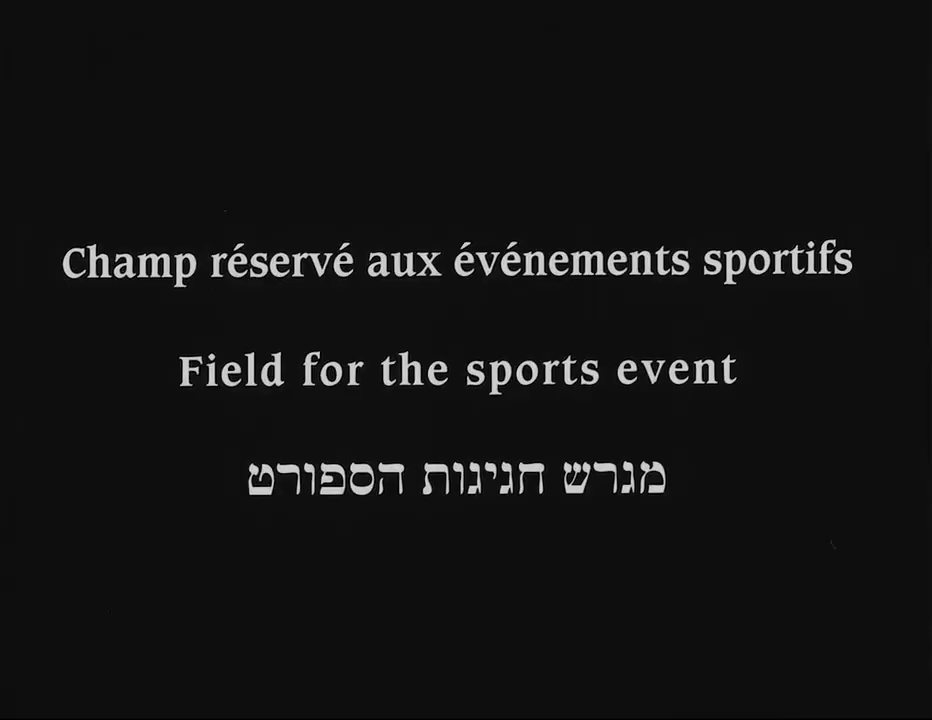 Champ réservé aux événements sportifs
Field for the sports event
מגרש חגיגות הספורט